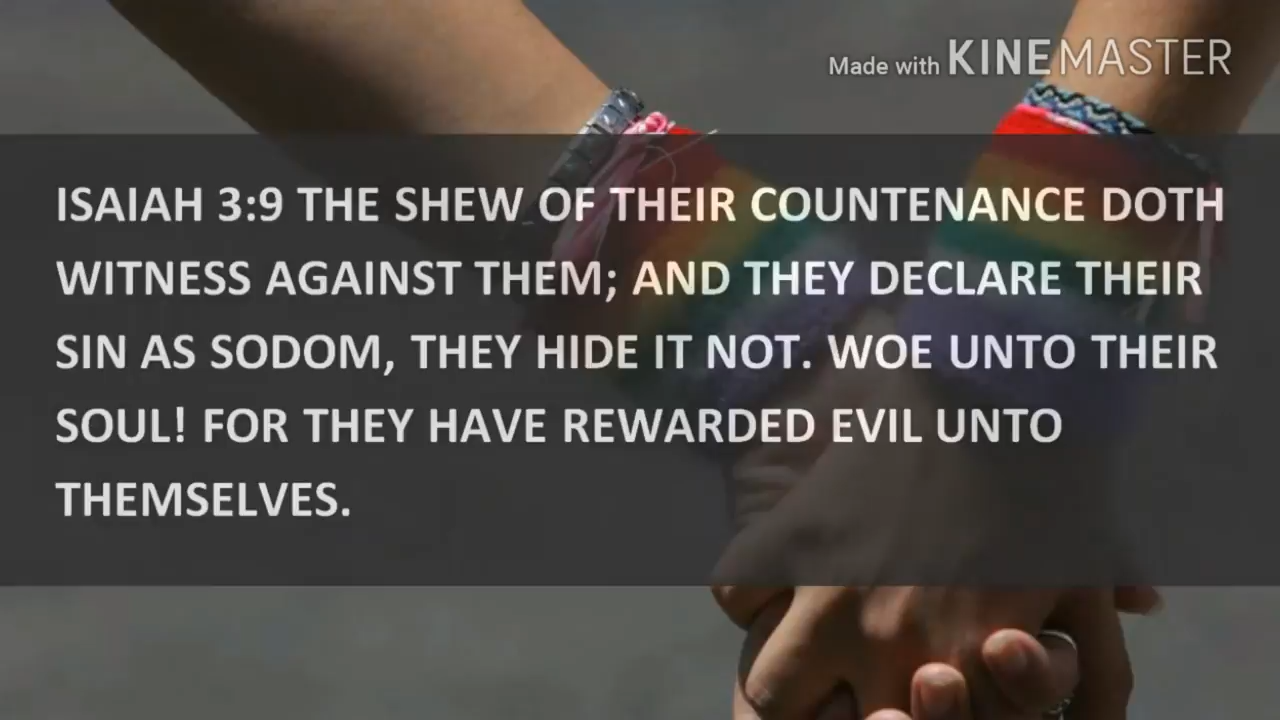 Made with KINEMASTER
ISAIAH 3:9 THE SHEW OF THEIR COUNTENANCE DOTH
WITNESS AGAINST THEM; AND THEY DECLARE THEIR
SIN AS SODOM, THEY HIDE IT NOT. WOE UNTO THEIR
SOUL! FOR THEY HAVE REWARDED EVIL UNTO
THEMSELVES.